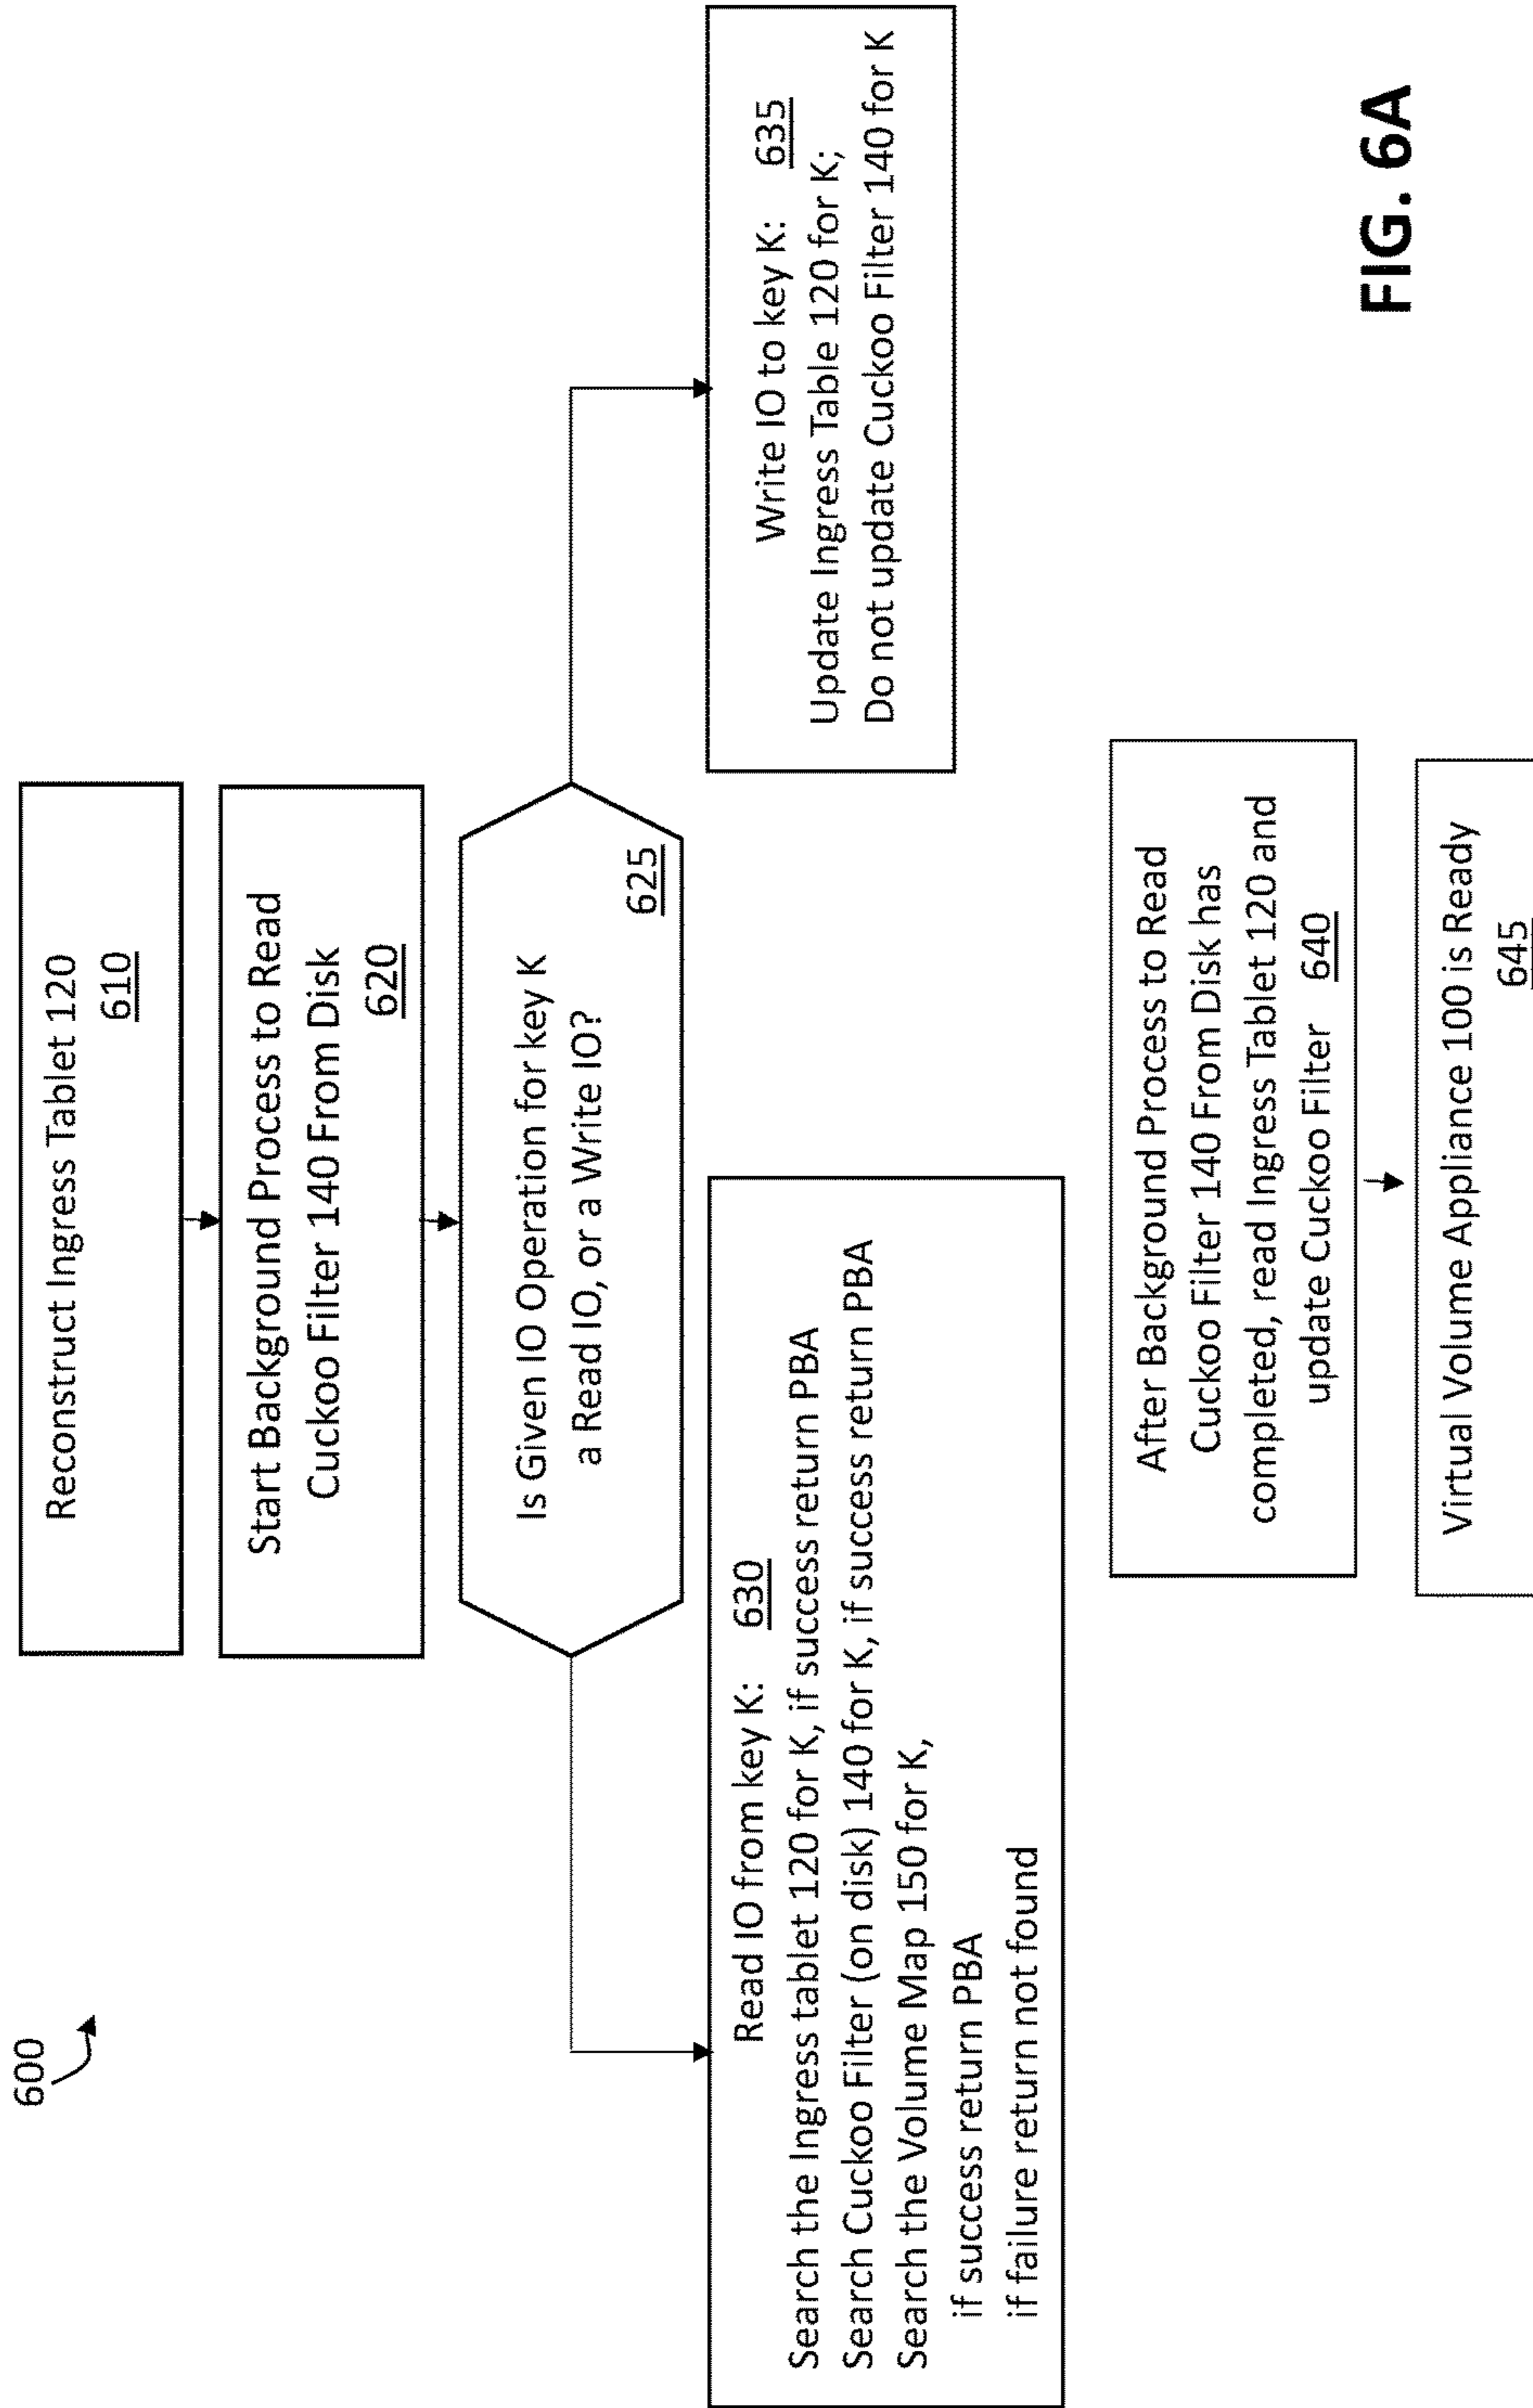 600
Reconstruct Ingress Tablet 120
610
Start Background Process to Read
Cuckoo Filter 140 From Disk
620
Is Given IO Operation for key K
a Read IO, or a Write IO?
625
Read IO from key K: 630
Search the Ingress tablet 120 for K, if success return PBA
Search Cuckoo Filter (on disk) 140 for K, if success return PBA
Search the Volume Map 150 for K,
if success return PBA
if failure return not found
Write IO to key K: 635
Update Ingress Table 120 for K;
Do not update Cuckoo Filter 140 for K
After Background Process to Read
Cuckoo Filter 140 From Disk has
completed, read Ingress Tablet 120 and
update Cuckoo Filter 640
Virtual Volume Appliance 100 is Ready
645
FIG. 6A